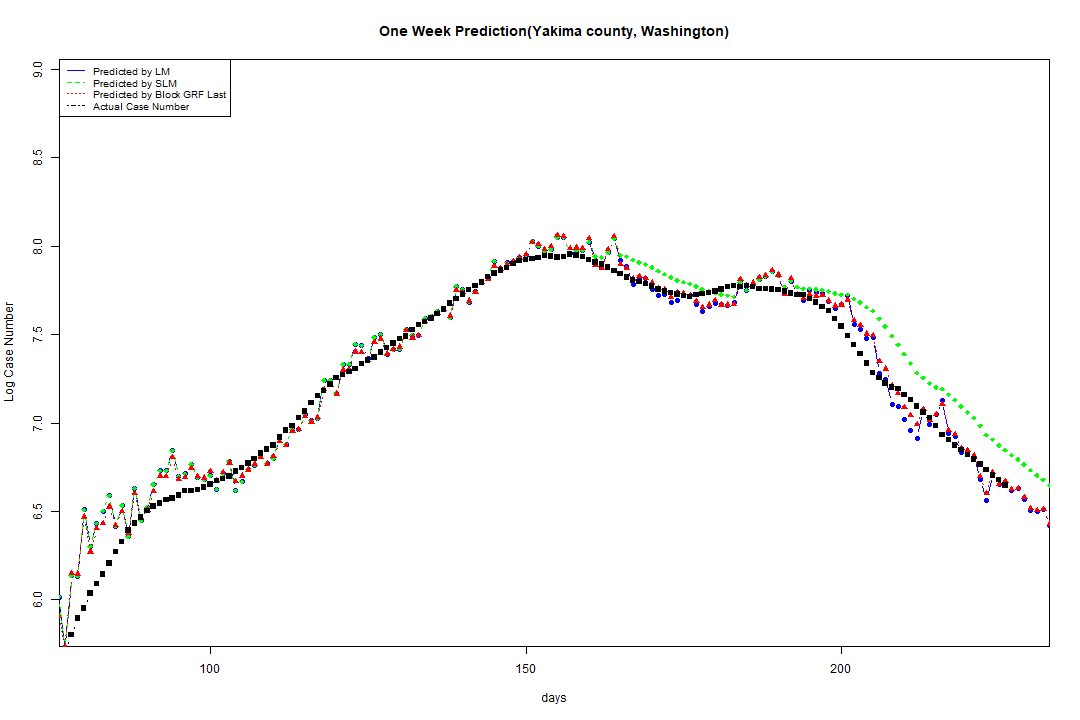 One Week Prediction(Yakima county, Washington)
Predicted by LM
Predicted by SLM
Predicted by Block GRF Last
Actual Case Number
9.0
8.5
8.0
7.5
7.0
6.5
6.0
Log Case Number
100 150 200
days